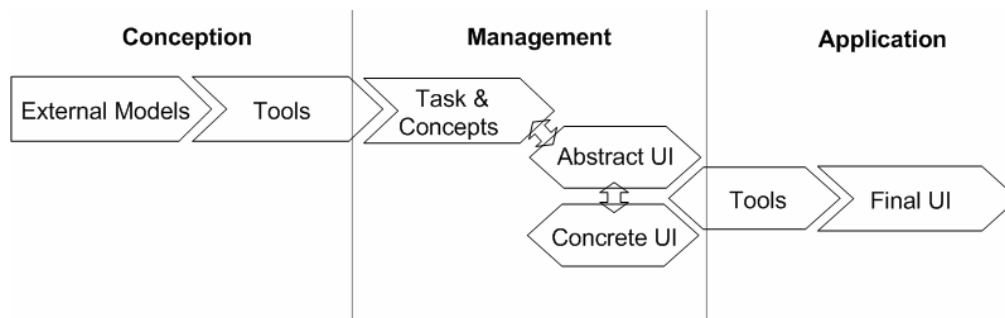 Conception
Management
Application
External Models
Tools
Task &
Concepts
Abstract UI
Concrete UI
Tools
Final UI